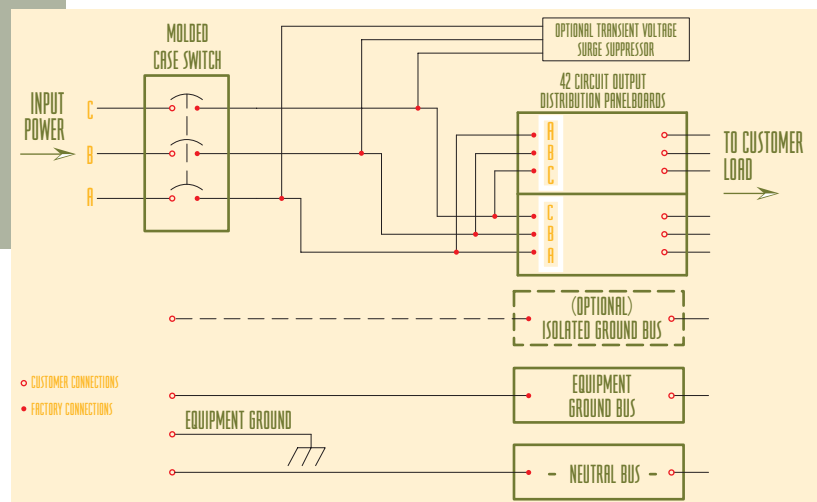 MOLDED
CASE SWITCH
OPTIONAL TRANSIENT VOLTAGE
SURGE SUPPRESSOR
42 CIRCUIT OUTPUT
DISTRIBUTION PANELBOARDS
INPUT
POWER
C
B
A
A
B
C
TO CUSTOMER
LOAD
C
B
A
(OPTIONAL)
ISOLATED GROUND BUS
CUSTOMER CONNECTIONS
FACTORY CONNECTIONS
EQUIPMENT
GROUND BUS
EQUIPMENT GROUND
- NEUTRAL BUS -